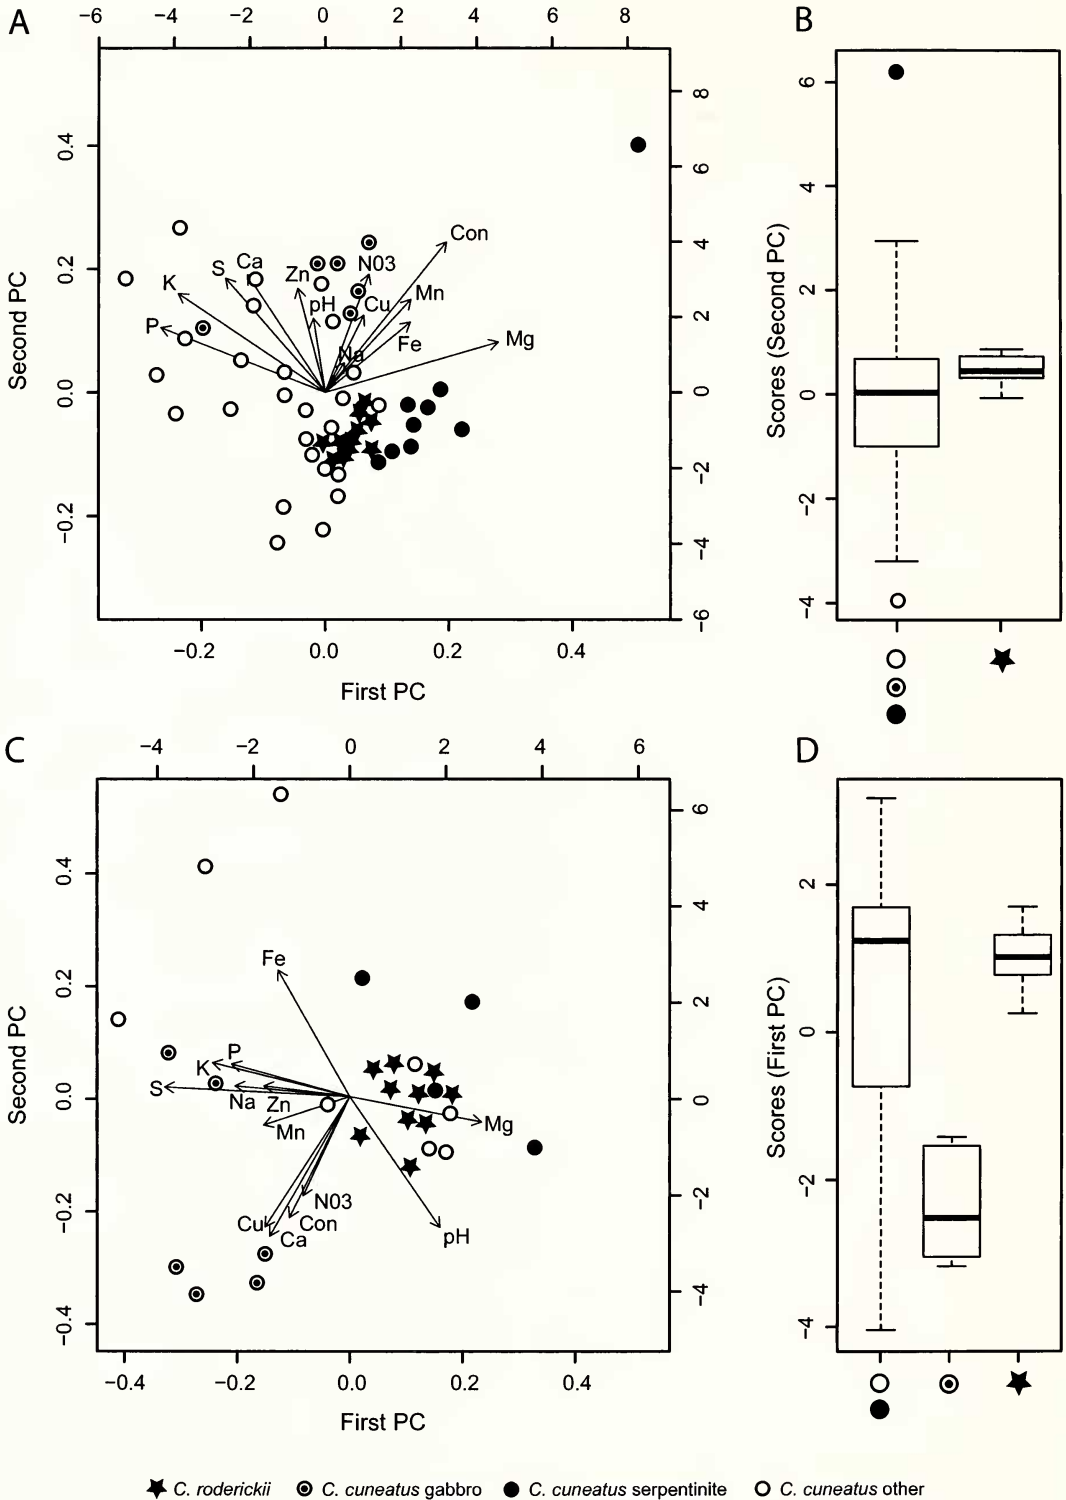 A
−6 −4 −2 0 2 4 6 8
Second PC
−0.2 0.0 0.2 0.4
−6 −4 −2 0 2 4 6 8
Con
N03
Ca
S
Zn
K
Mn
pH
Cu
P
Fe
Mg
Na
−0.2 0.0 0.2 0.4
First PC
B
Scores (Second PC)
−4 −2 0 2 4 6
C
−4 −2 0 2 4 6
Second PC
−0.4 −0.2 0.0 0.2 0.4
−4 −2 0 2 4 6
Fe
P
K
S
Na
Zn
Mn
Mg
N03
Cu
Con
Ca
pH
−0.4 −0.2 0.0 0.2 0.4
First PC
D
Scores (First PC)
−4 −2 0 2
C. roderickii C. cuneatus gabbro C. cuneatus serpentinite C. cuneatus other